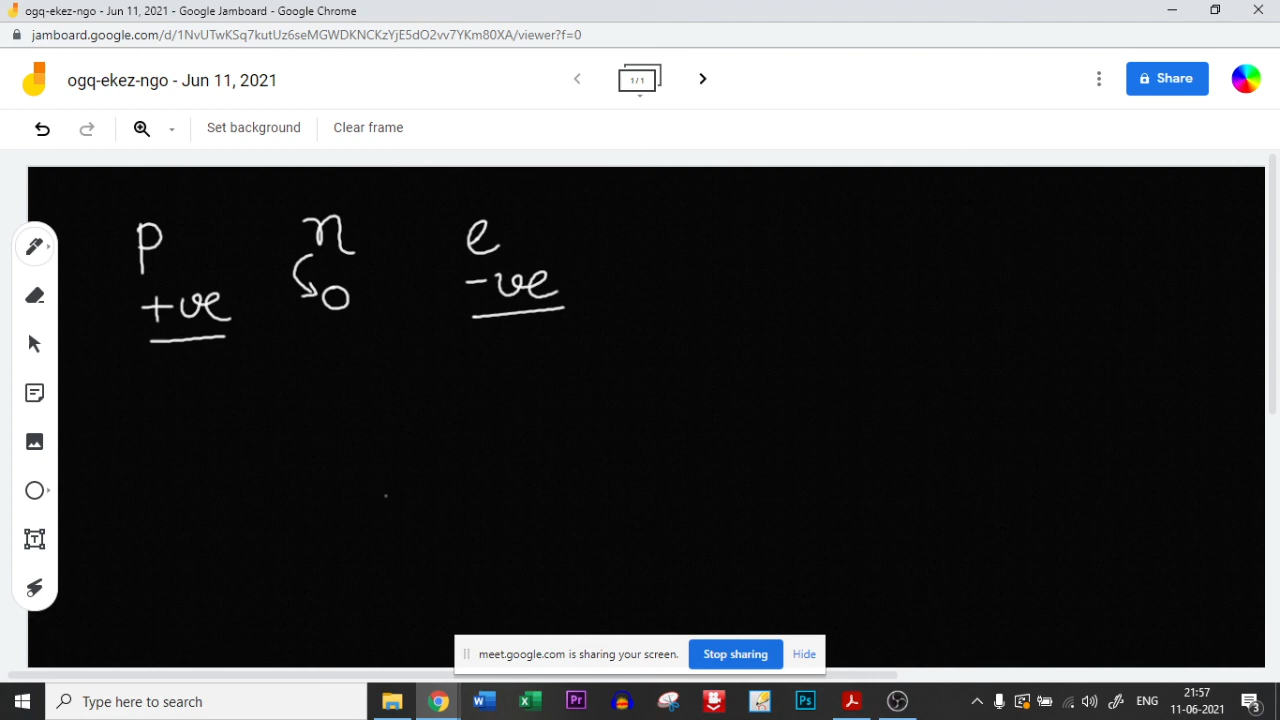 ogq-ekez-ngo - Jun 11, 2021 - Google Jamboard - Google Chrome
jamboard.google.com/d/1NvUTwKSq7kutUz6seMGWDKNCKzYjE5dO2vv7YKm80XA/viewer?f=0
ogq-ekez-ngo - Jun 11, 2021
1/1
Share
Set background
Clear frame
p n e
+ve 0 -ve
meet.google.com is sharing your screen.
Stop sharing
Hide
Type here to search
ENG
21:57
11-06-2021
3